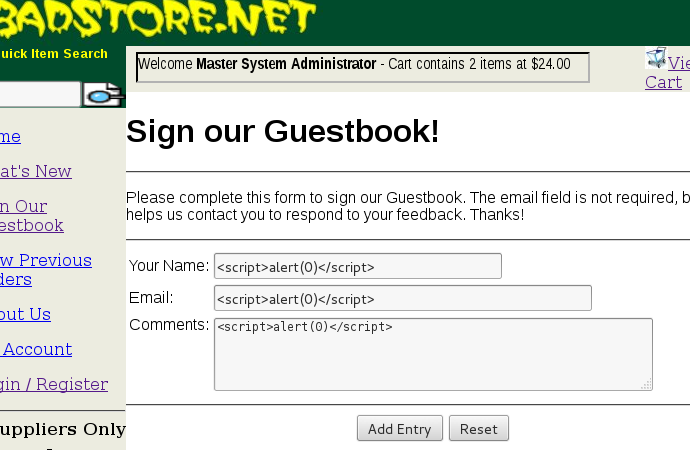 BADSTORE.NET
uick Item Search
Welcome Master System Administrator - Cart contains 2 items at $24.00
Vie
Cart
me
at's New
n Our
estbook
w Previous
ders
out Us
Account
gin / Register
uppliers Only
Sign our Guestbook!
Please complete this form to sign our Guestbook. The email field is not required, b
helps us contact you to respond to your feedback. Thanks!
Your Name: <script>alert(0)</script>
Email: <script>alert(0)</script>
Comments: <script>alert(0)</script>
Add Entry Reset